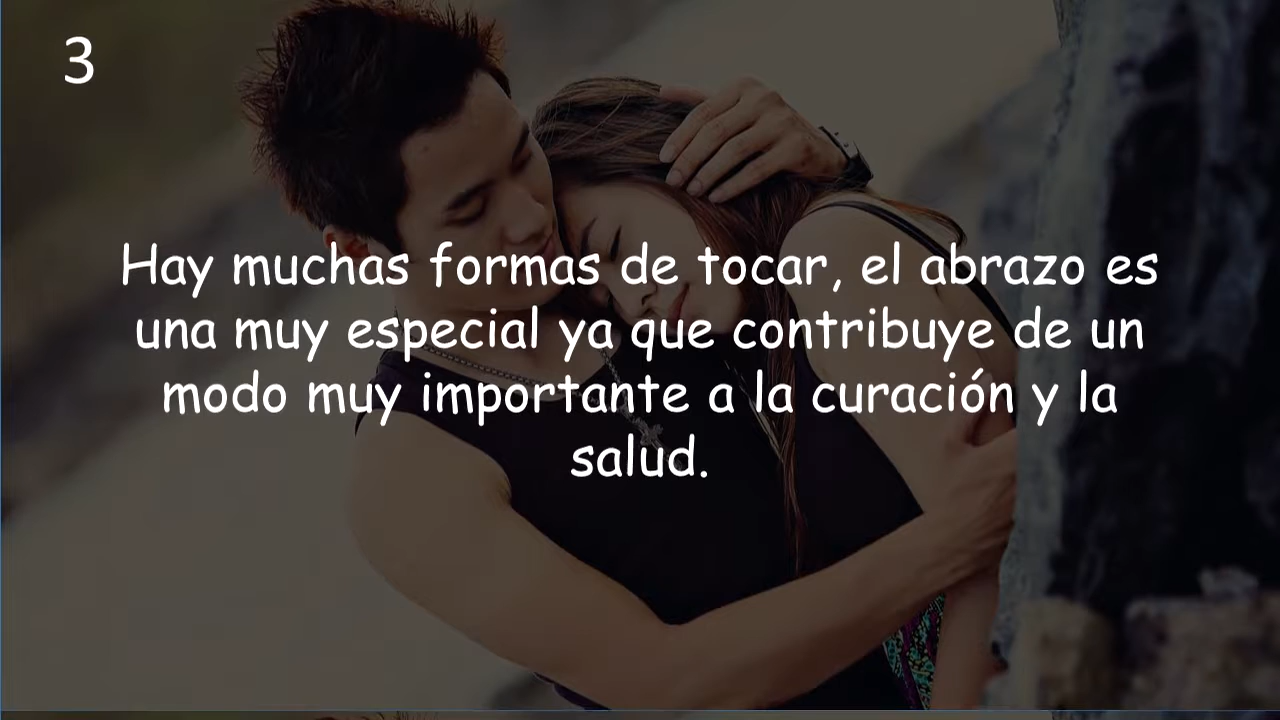 3
Hay muchas formas de tocar, el abrazo es
una muy especial ya que contribuye de un
modo muy importante a la curación y la
salud.